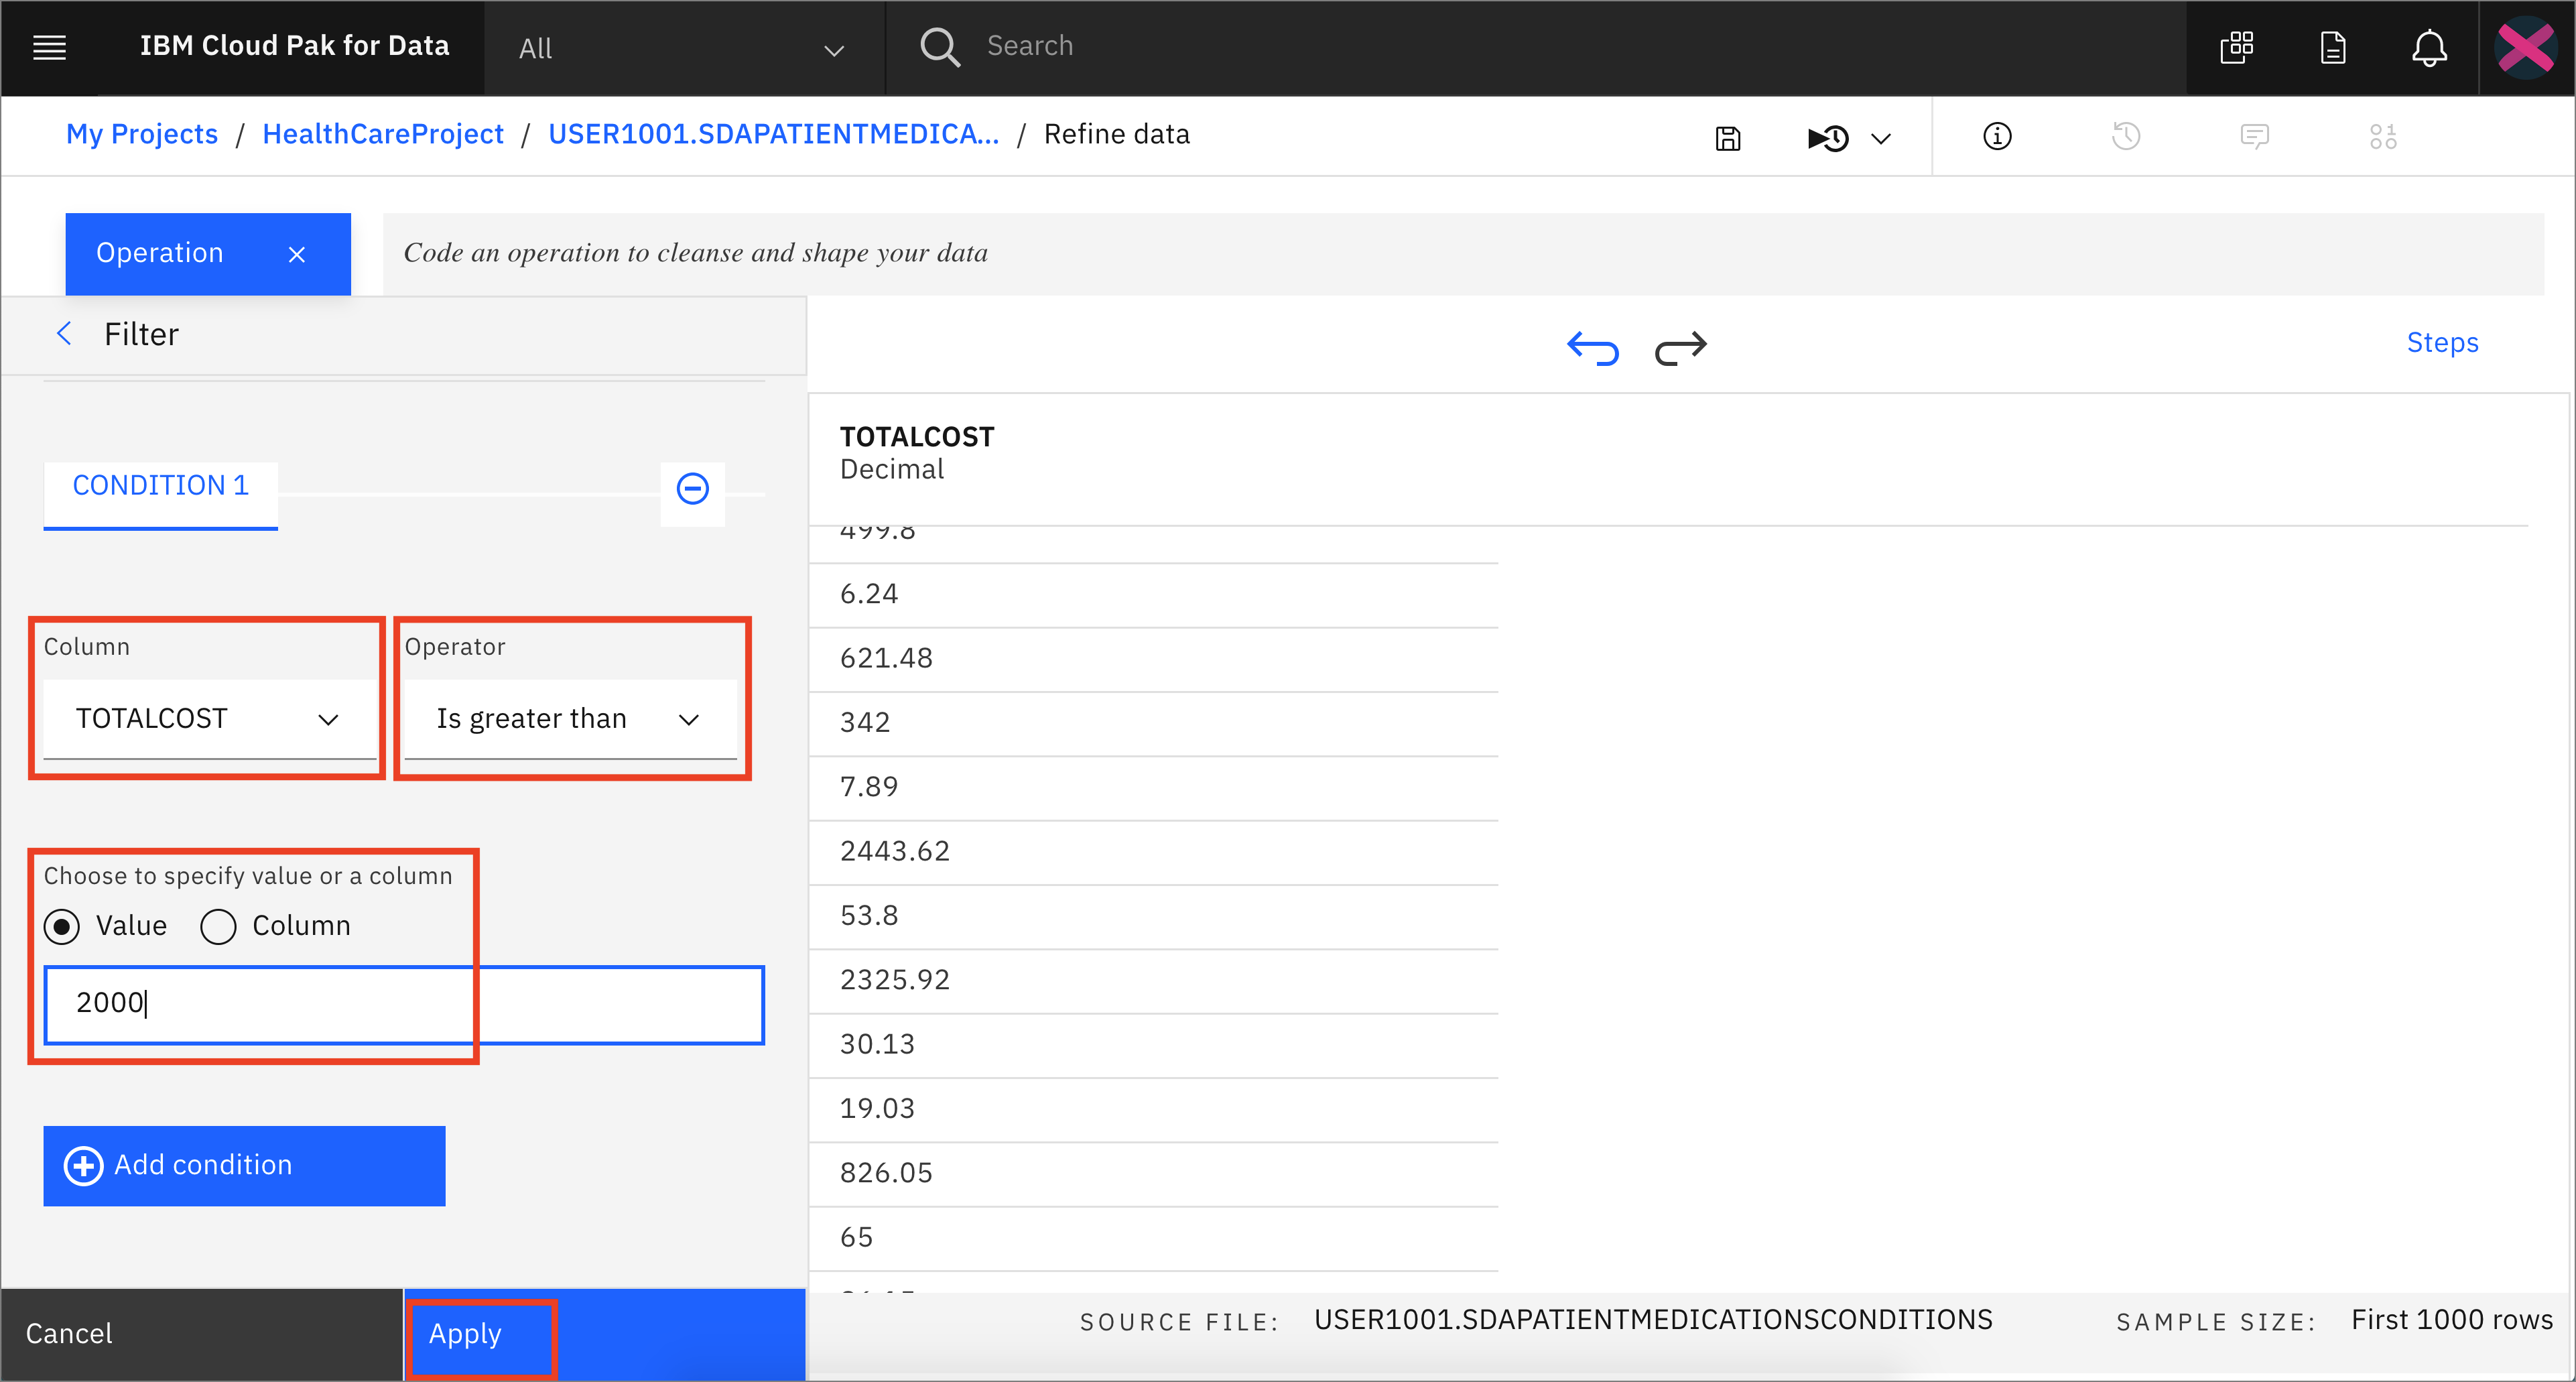 IBM Cloud Pak for Data
All
Search
My Projects / HealthCareProject / USER1001.SDAPATIENTMEDICA... / Refine data
Operation
Code an operation to cleanse and shape your data
Filter
Steps
CONDITION 1
Column
Operator
TOTALCOST
Is greater than
Choose to specify value or a column
Value
Column
2000
Add condition
Cancel
Apply
TOTALCOST
Decimal
499.8
6.24
621.48
342
7.89
2443.62
53.8
2325.92
30.13
19.03
826.05
65
SOURCE FILE: USER1001.SDAPATIENTMEDICATIONSCONDITIONS
SAMPLE SIZE: First 1000 rows